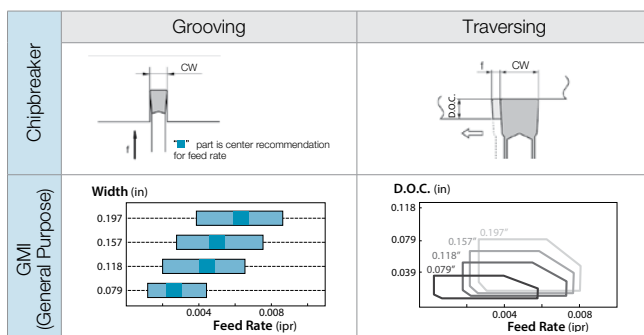 Chipbreaker
Grooving
Traversing
CW
f
part is center recommendation
for feed rate
f
CW
D.O.C.
GMI
(General Purpose)
Width (in)
0.197
0.157
0.118
0.079
0.004
0.008
Feed Rate (ipr)
D.O.C. (in)
0.118
0.079
0.039
0.197"
0.157"
0.118"
0.079"
0.004
0.008
Feed Rate (ipr)